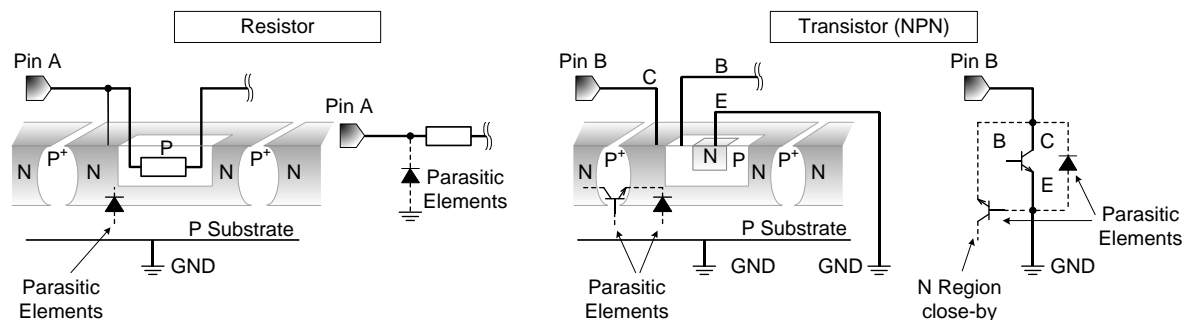 Resistor
Pin A
P
N
P+
N
N
P+
N
P Substrate
GND
Parasitic
Elements
Pin A
Parasitic
Elements
Transistor (NPN)
Pin B
C
B
E
N
P+
N
N
P
N
P+
N
P Substrate
GND
GND
Parasitic
Elements
Pin B
B
C
E
Parasitic
Elements
GND
N Region
close-by